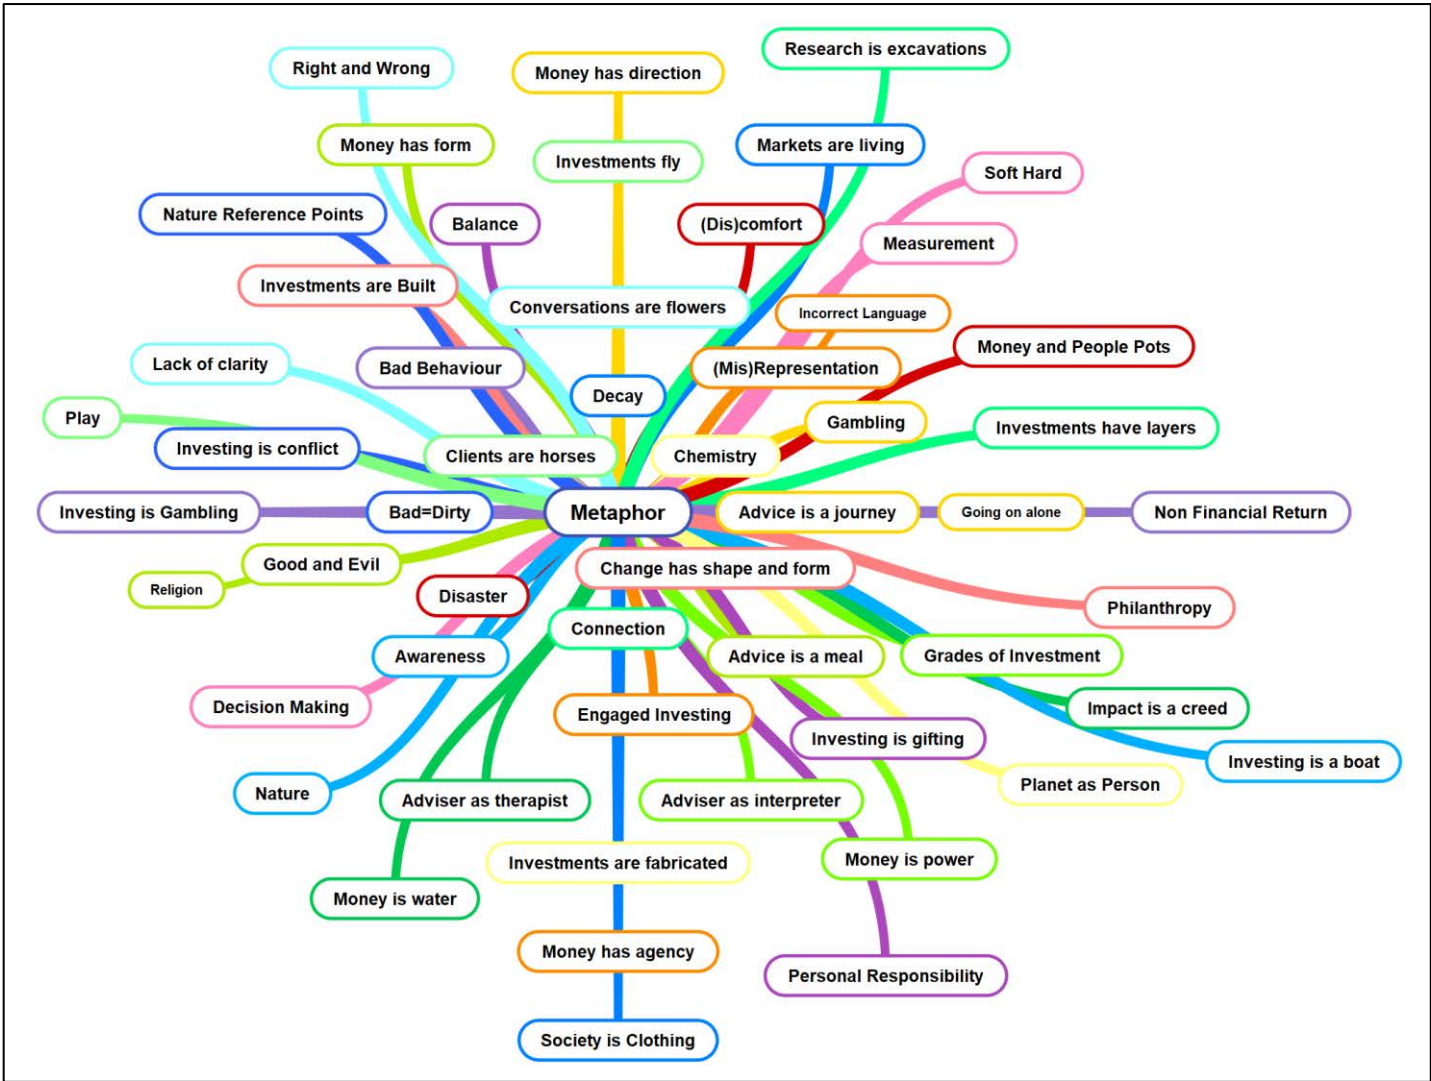 Research is excavations
Right and Wrong
Money has direction
Money has form
Markets are living
Investments fly
Soft Hard
Nature Reference Points
Balance
(Dis)comfort
Measurement
Investments are Built
Conversations are flowers
Incorrect Language
Money and People Pots
Lack of clarity
Bad Behaviour
(Mis)Representation
Decay
Play
Gambling
Investments have layers
Investing is conflict
Clients are horses
Chemistry
Investing is Gambling
Bad=Dirty
Metaphor
Advice is a journey
Going on alone
Non Financial Return
Good and Evil
Change has shape and form
Religion
Disaster
Philanthropy
Connection
Awareness
Advice is a meal
Grades of Investment
Decision Making
Engaged Investing
Impact is a creed
Investing is gifting
Investing is a boat
Nature
Adviser as therapist
Adviser as interpreter
Planet as Person
Investments are fabricated
Money is power
Money is water
Money has agency
Personal Responsibility
Society is Clothing